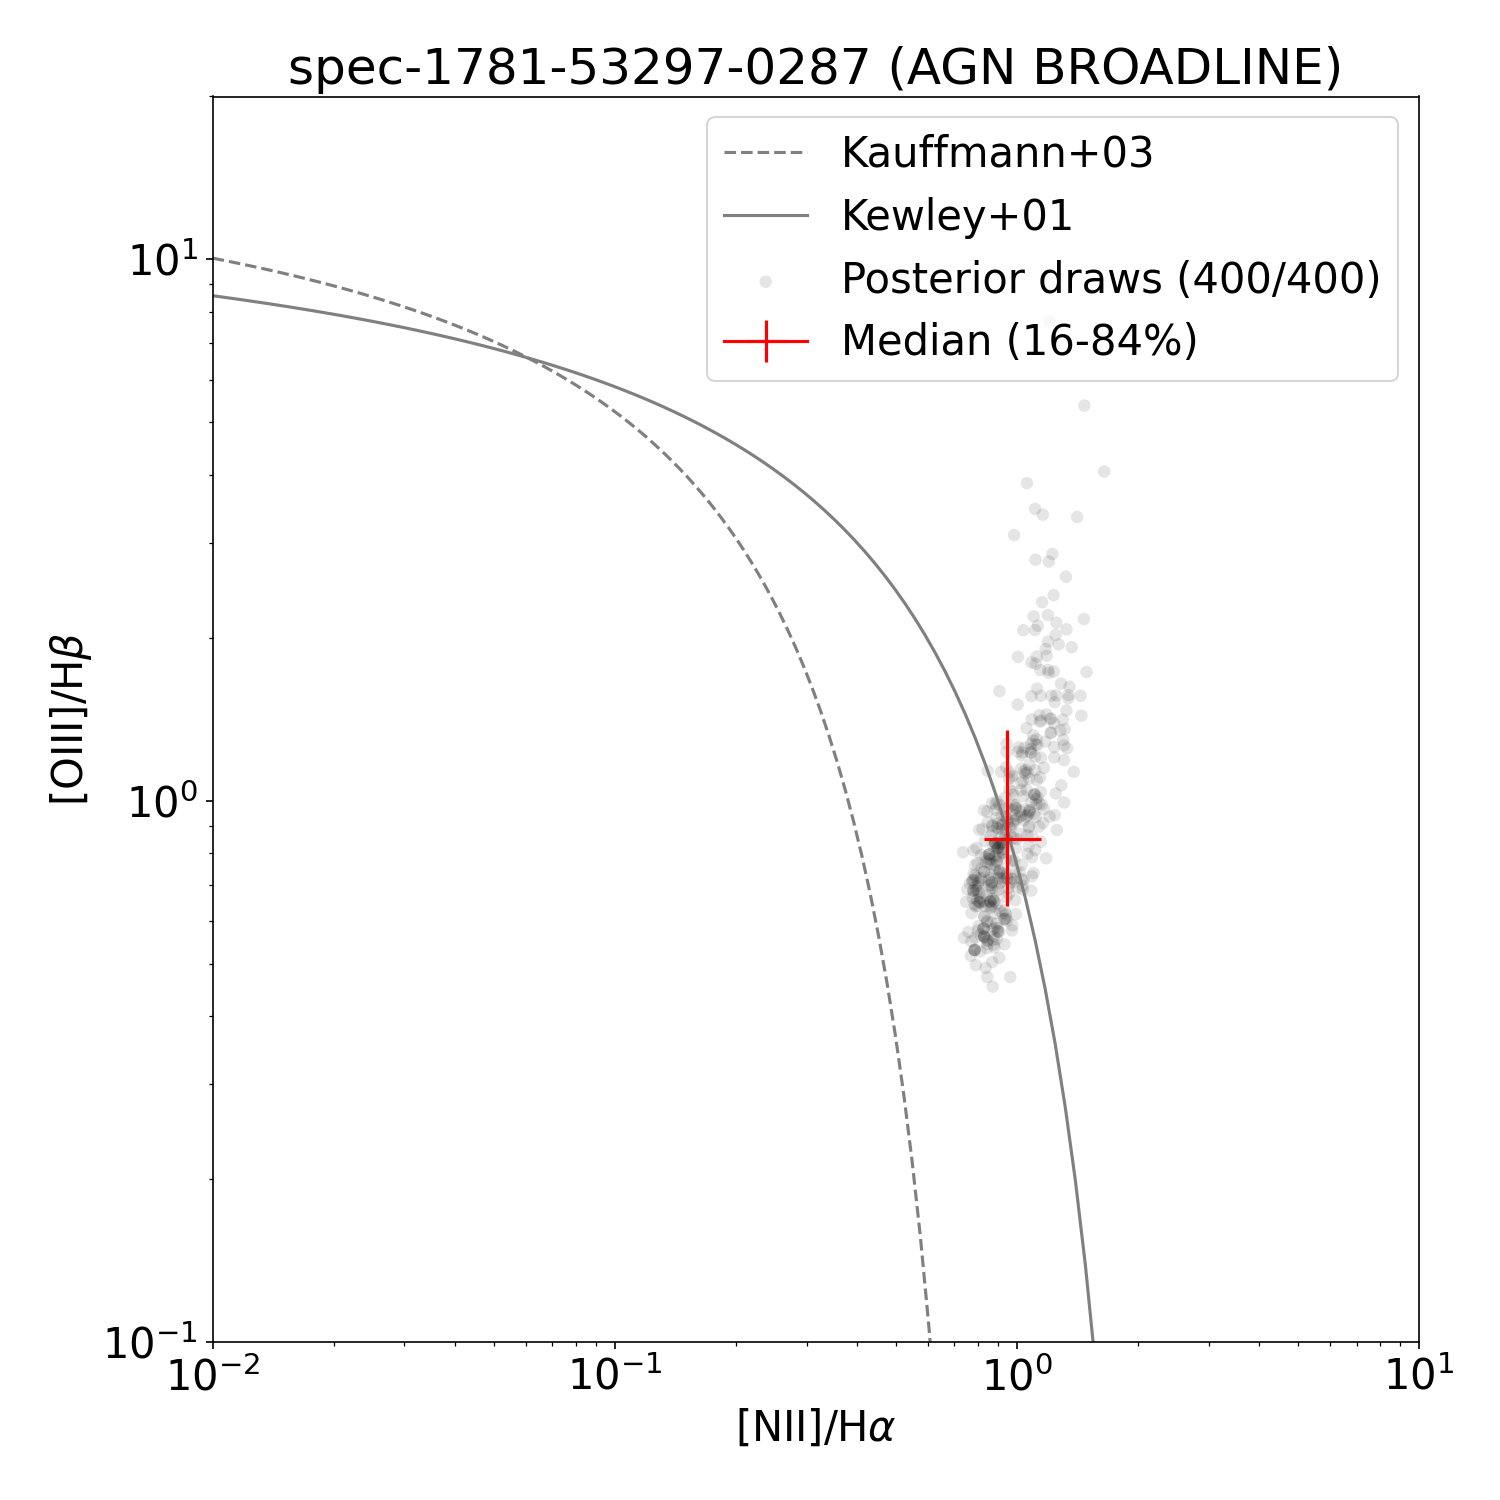 spec-1781-53297-0287 (AGN BROADLINE)
Kauffmann+03
Kewley+01
Posterior draws (400/400)
Median (16-84%)
10¹
10⁰
10⁻¹
[OIII]/Hβ
10⁻² 10⁻¹ 10⁰ 10¹
[NII]/Hα